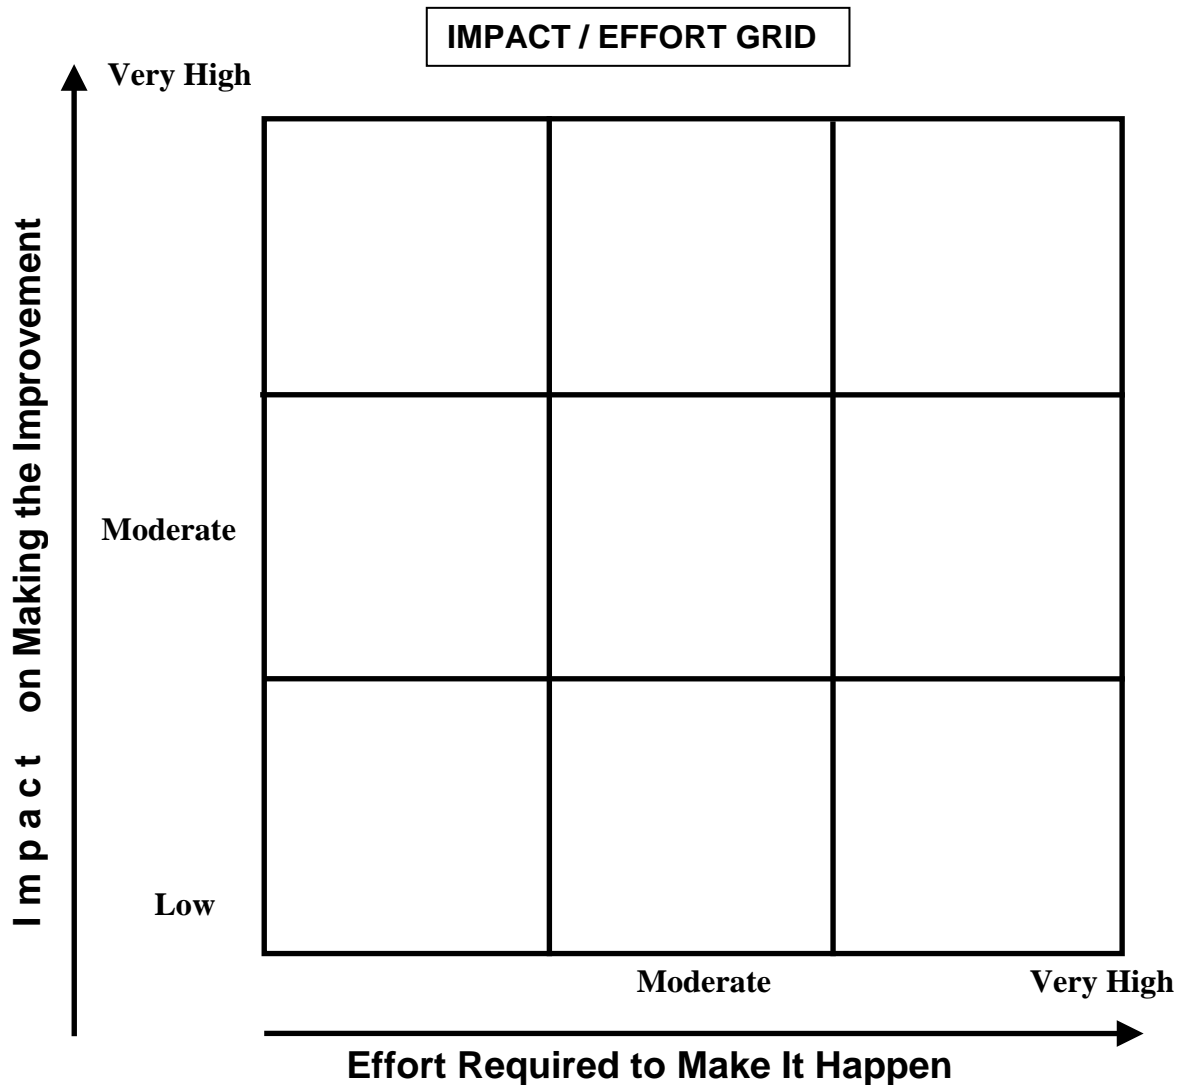 IMPACT / EFFORT GRID
Very High
Impact on Making the Improvement
Moderate
Low
Moderate
Very High
Effort Required to Make It Happen